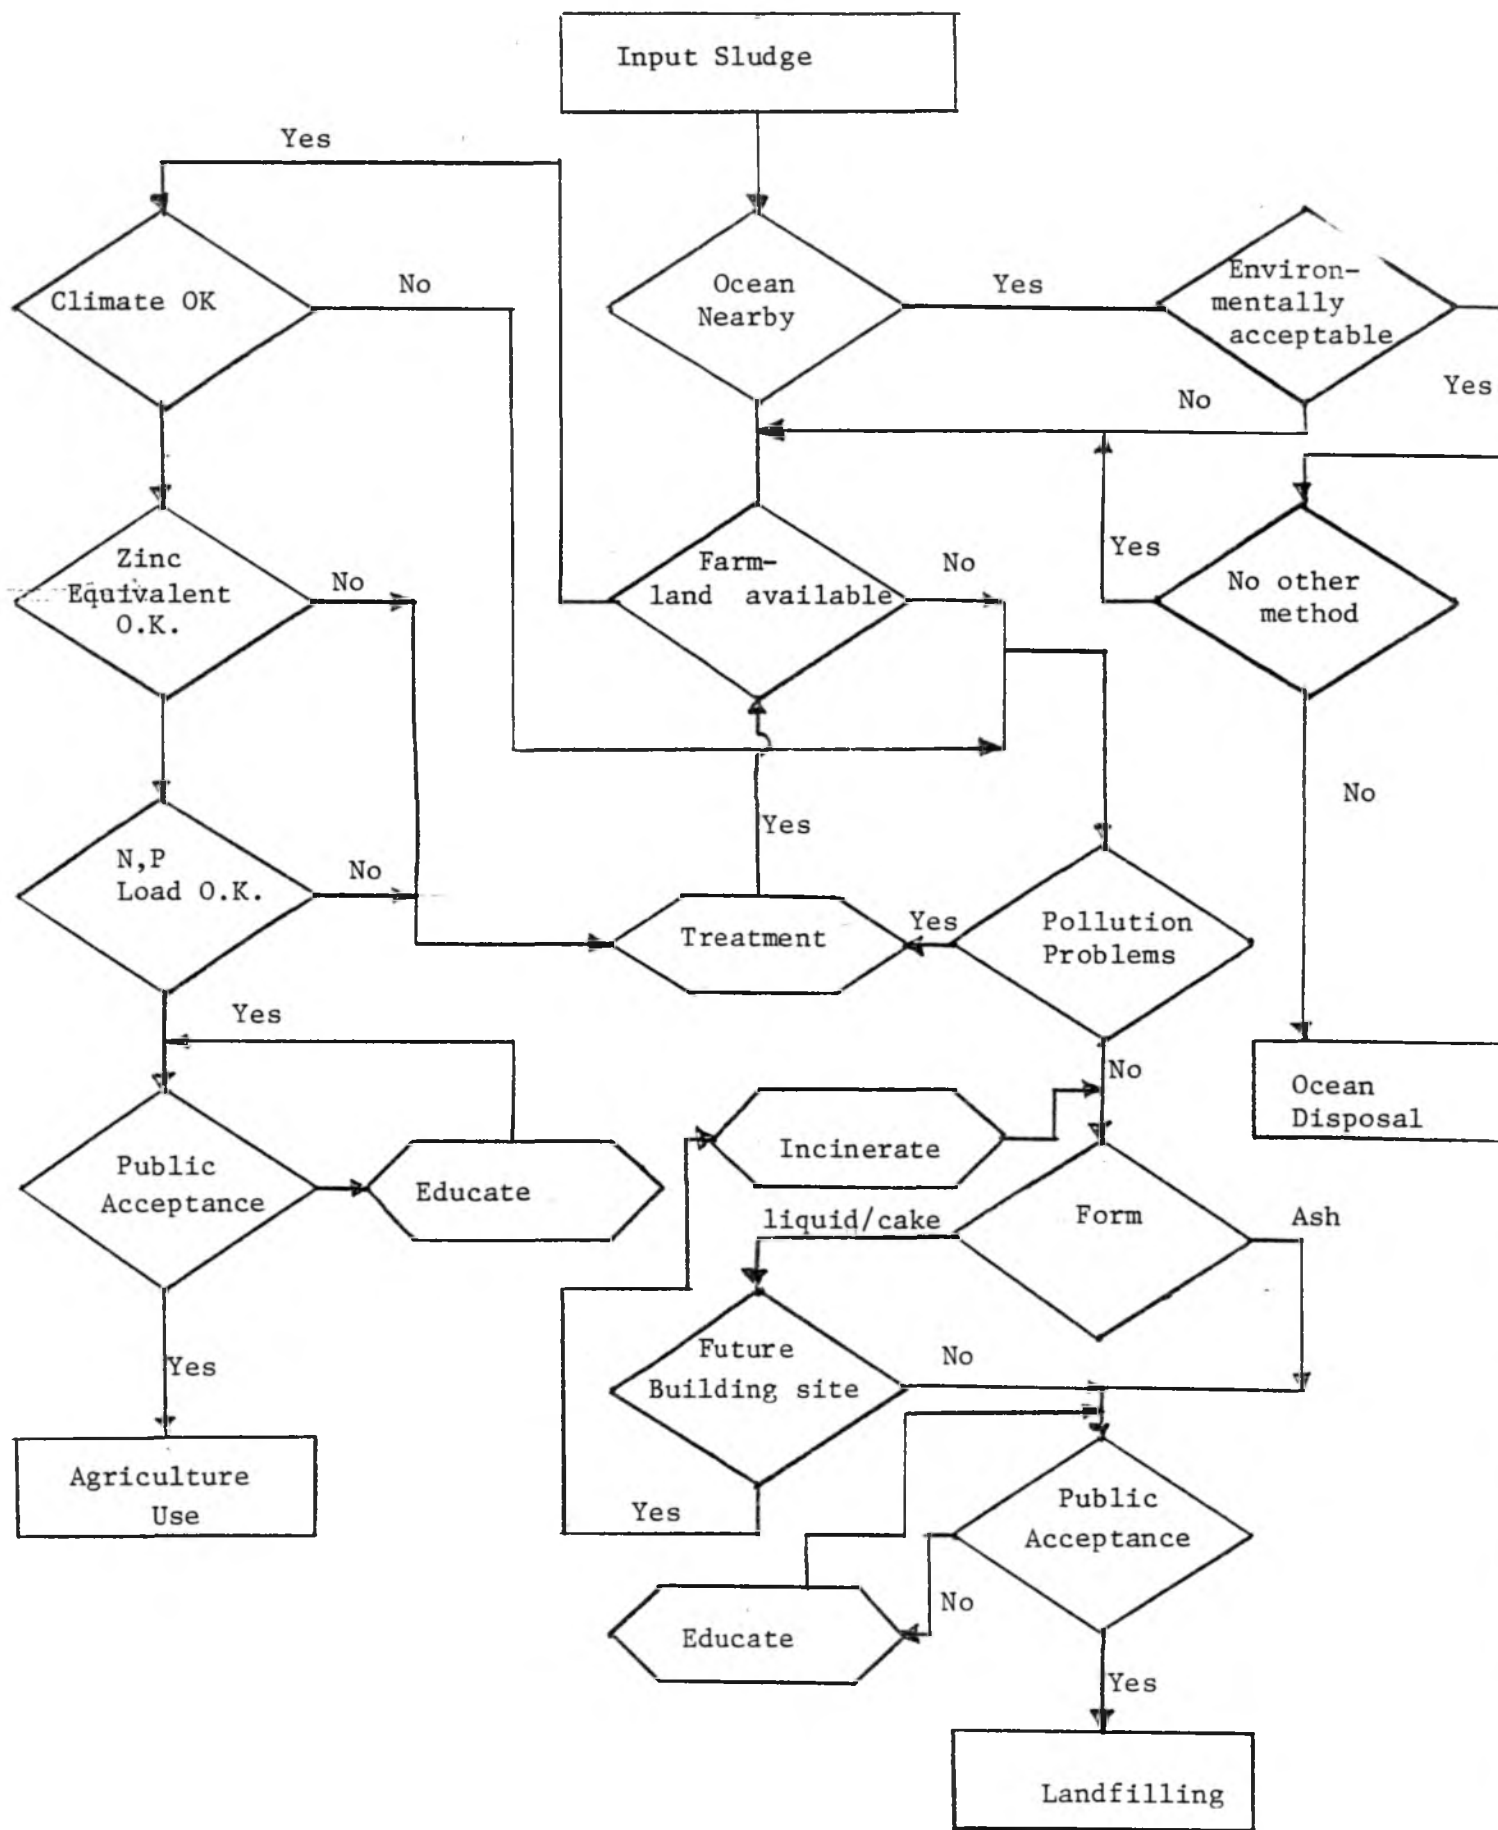 Input Sludge
Yes
Climate OK
No
Ocean
Nearby
Yes
Environ-
mentally
acceptable
Yes
No
Zinc
Equivalent
O.K.
No
Farm-
land available
No
Yes
No other
method
No
N,P
Load O.K.
No
Yes
Treatment
Yes
Pollution
Problems
Yes
No
Ocean
Disposal
Public
Acceptance
Educate
Incinerate
liquid/cake
Form
Ash
Yes
Future
Building site
No
Yes
Agriculture
Use
Public
Acceptance
No
Educate
Yes
Landfilling